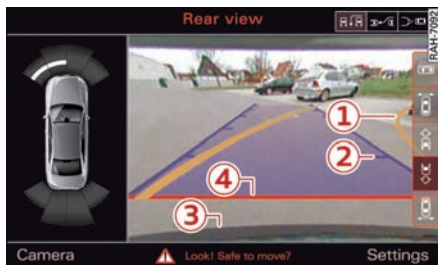 Rear view
RAH-7092
1
2
4
3
Camera
Look! Safe to move?
Settings